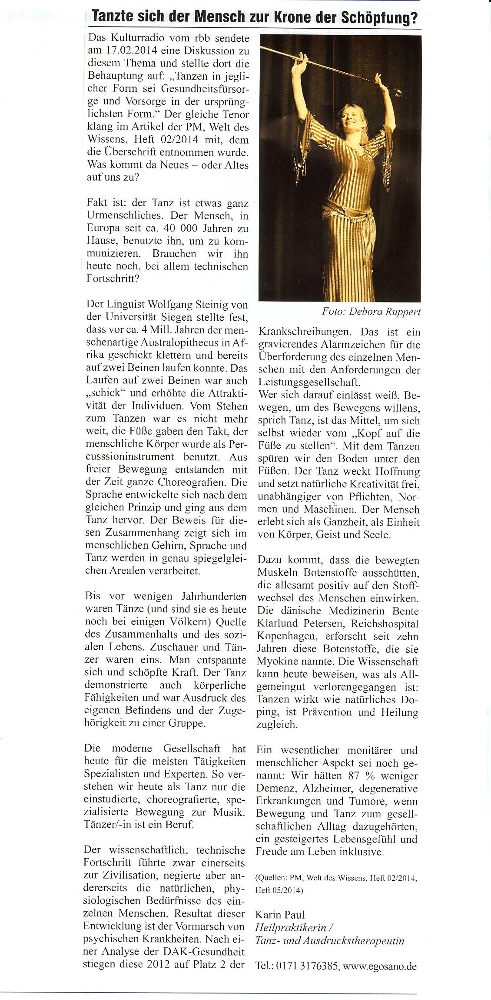 Tanzte sich der Mensch zur Krone der Schöpfung?
Das Kulturradio vom rbb sendete
am 17.02.2014 eine Diskussion zu
diesem Thema und stellte dort die
Behauptung auf: „Tanzen in jegli-
cher Form sei Gesundheitsfürsor-
ge und Vorsorge in der ursprüng-
lichsten Form.“ Der gleiche Tenor
klang im Artikel der PM, Welt des
Wissens, Heft 02/2014 mit, dem
die Überschrift entnommen wurde.
Was kommt da Neues – oder Altes
auf uns zu?
Fakt ist: der Tanz ist etwas ganz
Urmenschliches. Der Mensch, in
Europa seit ca. 40 000 Jahren zu
Hause, benutzte ihn, um zu kom-
munizieren. Brauchen wir ihn
heute noch, bei allem technischen
Fortschritt?
Der Linguist Wolfgang Steinig von
der Universität Siegen stellte fest,
dass vor ca. 4 Mill. Jahren der men-
schenartige Australopithecus in Af-
rika geschickt klettern und bereits
auf zwei Beinen laufen konnte. Das
Laufen auf zwei Beinen war auch
„schick“ und erhöhte die Attrakti-
vität der Individuen. Vom Stehen
zum Tanzen war es nicht mehr
weit, die Füße gaben den Takt, der
menschliche Körper wurde als Per-
cusssioninstrument benutzt. Aus
freier Bewegung entstanden mit
der Zeit ganze Choreografien. Die
Sprache entwickelte sich nach dem
gleichen Prinzip und ging aus dem
Tanz hervor. Der Beweis für die-
sen Zusammenhang zeigt sich im
menschlichen Gehirn, Sprache und
Tanz werden in genau spiegelglei-
chen Arealen verarbeitet.
Bis vor wenigen Jahrhunderten
waren Tänze (und sind sie es heute
noch bei einigen Völkern) Quelle
des Zusammenhalts und des sozi-
alen Lebens. Zuschauer und Tän-
zer waren eins. Man entspannte
sich und schöpfte Kraft. Der Tanz
demonstrierte auch körperliche
Fähigkeiten und war Ausdruck des
eigenen Befindens und der Zuge-
hörigkeit zu einer Gruppe.
Die moderne Gesellschaft hat
heute für die meisten Tätigkeiten
Spezialisten und Experten. So ver-
stehen wir heute als Tanz nur die
einstudierte, choreografierte, spe-
zialisierte Bewegung zur Musik.
Tänzer/-in ist ein Beruf.
Der wissenschaftlich, technische
Fortschritt führte zwar einerseits
zur Zivilisation, negierte aber an-
dererseits die natürlichen, phy-
siologischen Bedürfnisse des ein-
zelnen Menschen. Resultat dieser
Entwicklung ist der Vormarsch von
psychischen Krankheiten. Nach ei-
ner Analyse der DAK-Gesundheit
stiegen diese 2012 auf Platz 2 der
Foto: Debora Ruppert
Krankschreibungen. Das ist ein
gravierendes Alarmzeichen für die
Überforderung des einzelnen Men-
schen mit den Anforderungen der
Leistungsgesellschaft.
Wer sich darauf einlässt weiß, Be-
wegen, um des Bewegens willens,
sprich Tanz, ist das Mittel, um sich
selbst wieder vom „Kopf auf die
Füße zu stellen“. Mit dem Tanzen
spüren wir den Boden unter den
Füßen. Der Tanz weckt Hoffnung
und setzt natürliche Kreativität frei,
unabhängiger von Pflichten, Nor-
men und Maschinen. Der Mensch
erlebt sich als Ganzheit, als Einheit
von Körper, Geist und Seele.
Dazu kommt, dass die bewegten
Muskeln Botenstoffe ausschütten,
die allesamt positiv auf den Stoff-
wechsel des Menschen einwirken.
Die dänische Medizinerin Bente
Klarlund Petersen, Reichshospital
Kopenhagen, erforscht seit zehn
Jahren diese Botenstoffe, die sie
Myokine nannte. Die Wissenschaft
kann heute beweisen, was als All-
gemeingut verlorengegangen ist:
Tanzen wirkt wie natürliches Do-
ping, ist Prävention und Heilung
zugleich.
Ein wesentlicher monitärer und
menschlicher Aspekt sei noch ge-
nannt: Wir hätten 87 % weniger
Demenz, Alzheimer, degenerative
Erkrankungen und Tumore, wenn
Bewegung und Tanz zum gesell-
schaftlichen Alltag dazugehörten,
ein gesteigertes Lebensgefühl und
Freude am Leben inklusive.
(Quellen: PM, Welt des Wissens, Heft 02/2014,
Heft 05/2014)
Karin Paul
Heilpraktikerin /
Tanz- und Ausdruckstherapeutin
Tel.: 0171 3176385, www.egosano.de